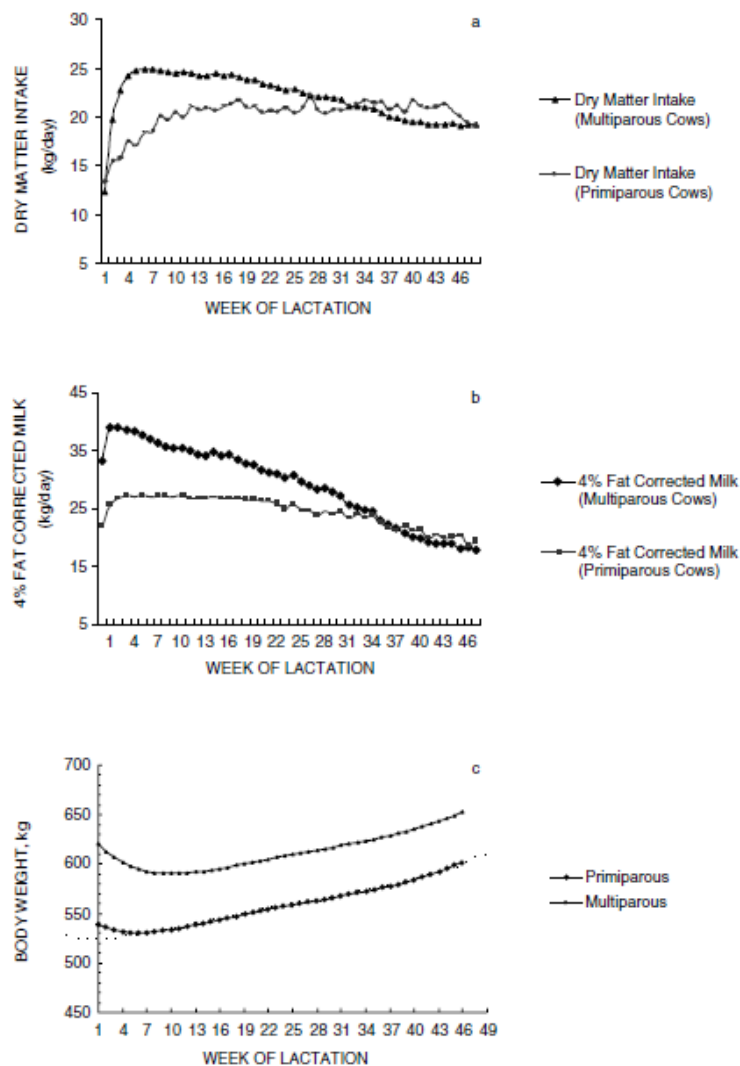 a
30
25
20
15
10
5
DRY MATTER INTAKE
(kg/day)
1 4 7 10 13 16 19 22 25 28 31 34 37 40 43 46
WEEK OF LACTATION
Dry Matter Intake
(Multiparous Cows)
Dry Matter Intake
(Primiparous Cows)
b
45
35
25
15
5
4% FAT CORRECTED MILK
(kg/day)
1 4 7 10 13 16 19 22 25 28 31 34 37 40 43 46
WEEK OF LACTATION
4% Fat Corrected Milk
(Multiparous Cows)
4% Fat Corrected Milk
(Primiparous Cows)
c
700
650
600
550
500
450
BODY WEIGHT, kg
1 4 7 10 13 16 19 22 25 28 31 34 37 40 43 46 49
WEEK OF LACTATION
Primiparous
Multiparous